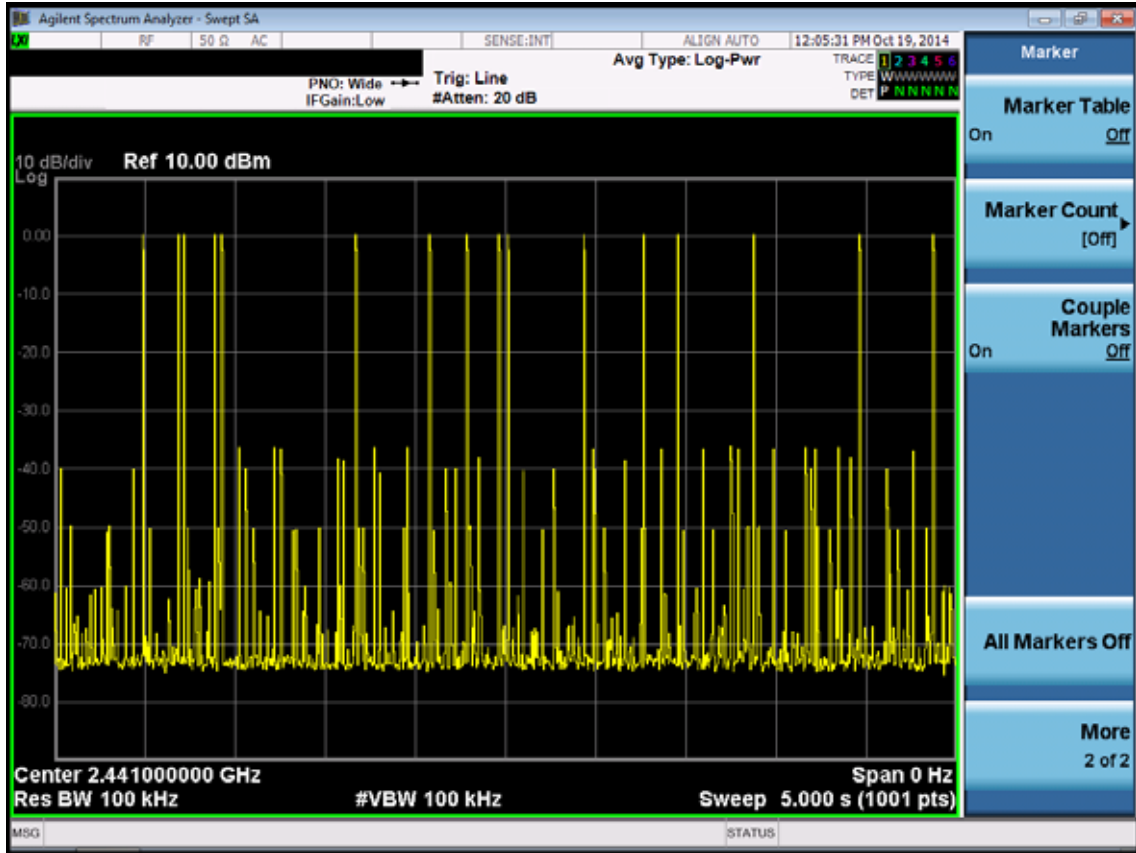 Agilent Spectrum Analyzer - Swept SA
LXI RF 50 Ω AC SENSE:INT ALIGN AUTO 12:05:31 PM Oct 19, 2014
Avg Type: Log-Pwr
TRACE 1 2 3 4 5 6
TYPE WWWWWWW
DET P N N N N N
PNO: Wide
IFGain:Low
Trig: Line
#Atten: 20 dB
10 dB/div Ref 10.00 dBm
Log
0.00
-10.0
-20.0
-30.0
-40.0
-50.0
-60.0
-70.0
-80.0
Center 2.441000000 GHz Span 0 Hz
Res BW 100 kHz #VBW 100 kHz Sweep 5.000 s (1001 pts)
MSG STATUS
Marker
Marker Table
On Off
Marker Count
[Off]
Couple
Markers
On Off
All Markers Off
More
2 of 2